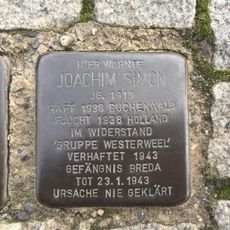 HIER WOHNTE
JOACHIM SIMON
JG. 1919
HAFT 1938 BUCHENWALD
FLUCHT 1938 HOLLAND
IM WIDERSTAND
'GRUPPE WESTERWEEL'
VERHAFTET 1943
GEFÄNGNIS BREDA
TOT 23.1.1943
URSACHE NIE GEKLÄRT